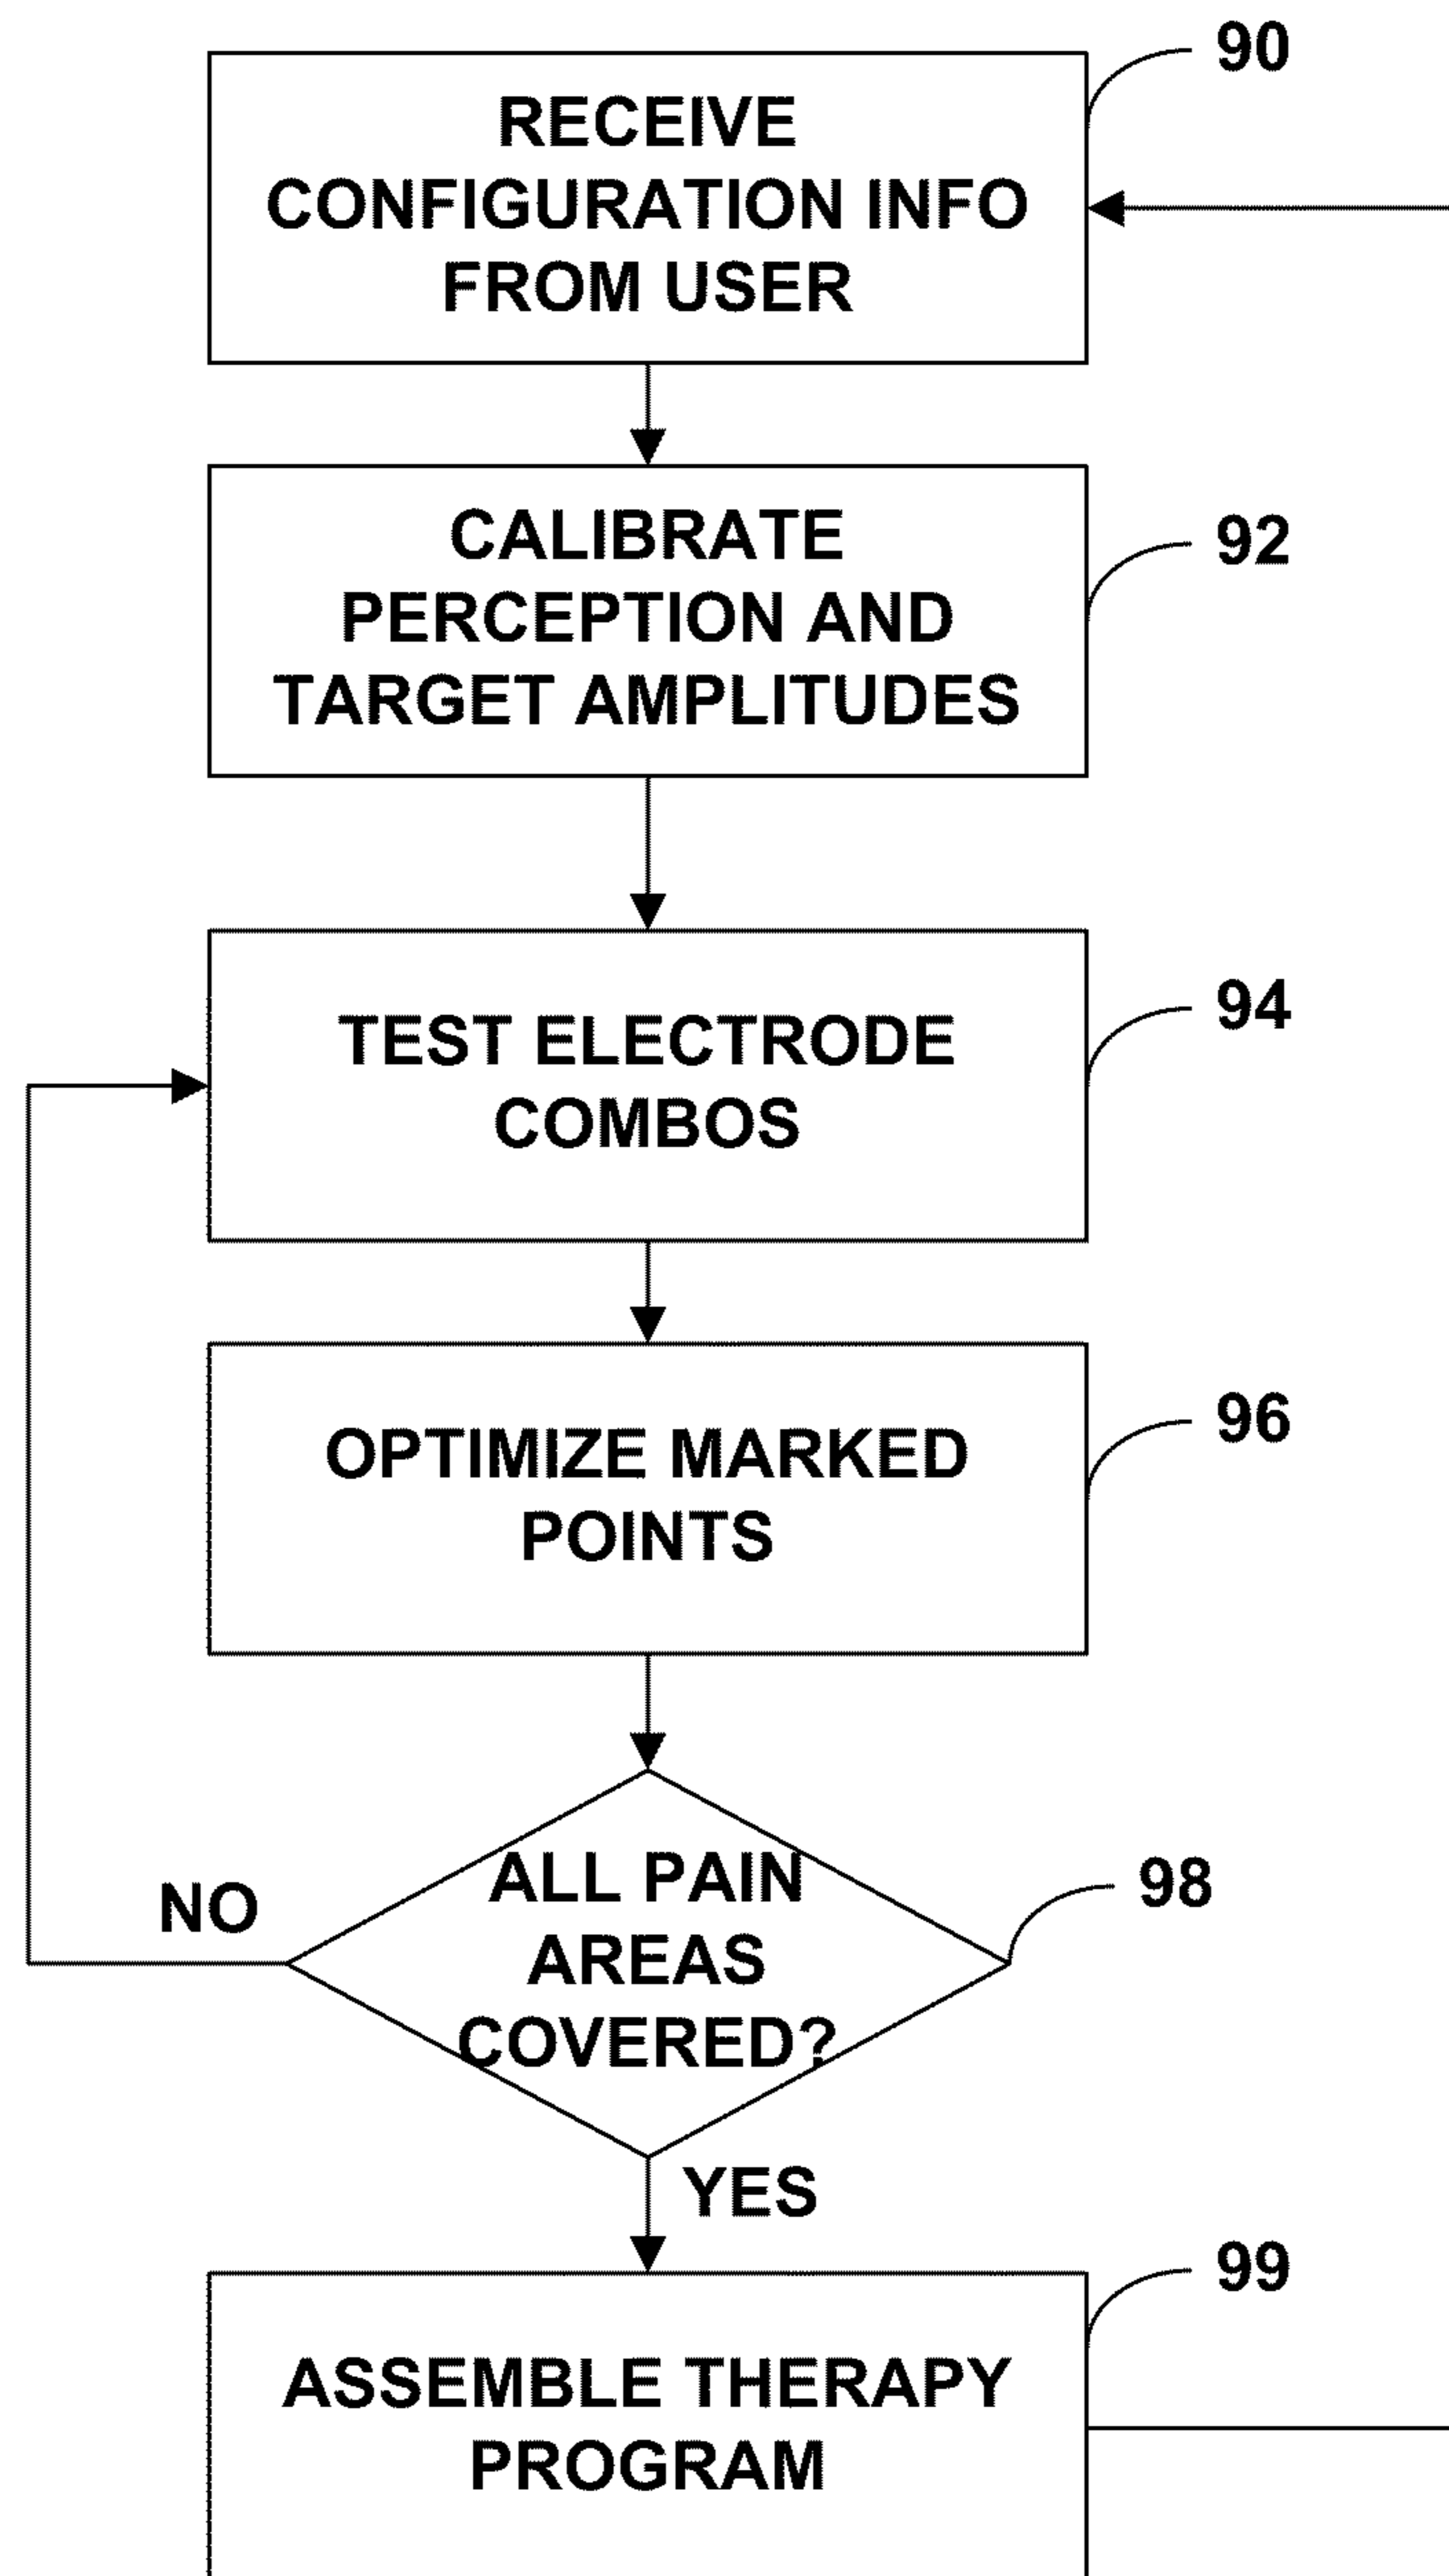 90
RECEIVE
CONFIGURATION INFO
FROM USER
92
CALIBRATE
PERCEPTION AND
TARGET AMPLITUDES
94
TEST ELECTRODE
COMBOS
96
OPTIMIZE MARKED
POINTS
98
ALL PAIN
AREAS
COVERED?
NO
YES
99
ASSEMBLE THERAPY
PROGRAM